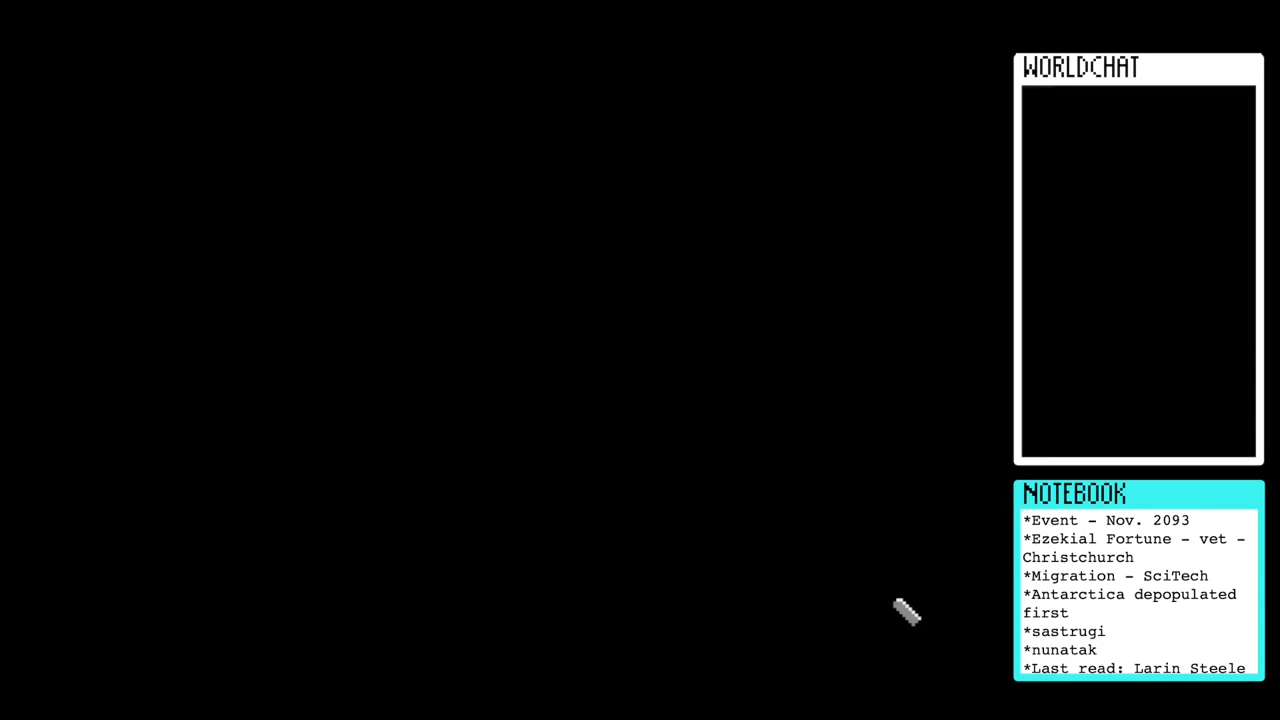 WORLDCHAT
NOTEBOOK
*Event - Nov. 2093
*Ezekial Fortune - vet -
Christchurch
*Migration - SciTech
*Antarctica depopulated
first
*sastrugi
*nunatak
*Last read: Larin Steele